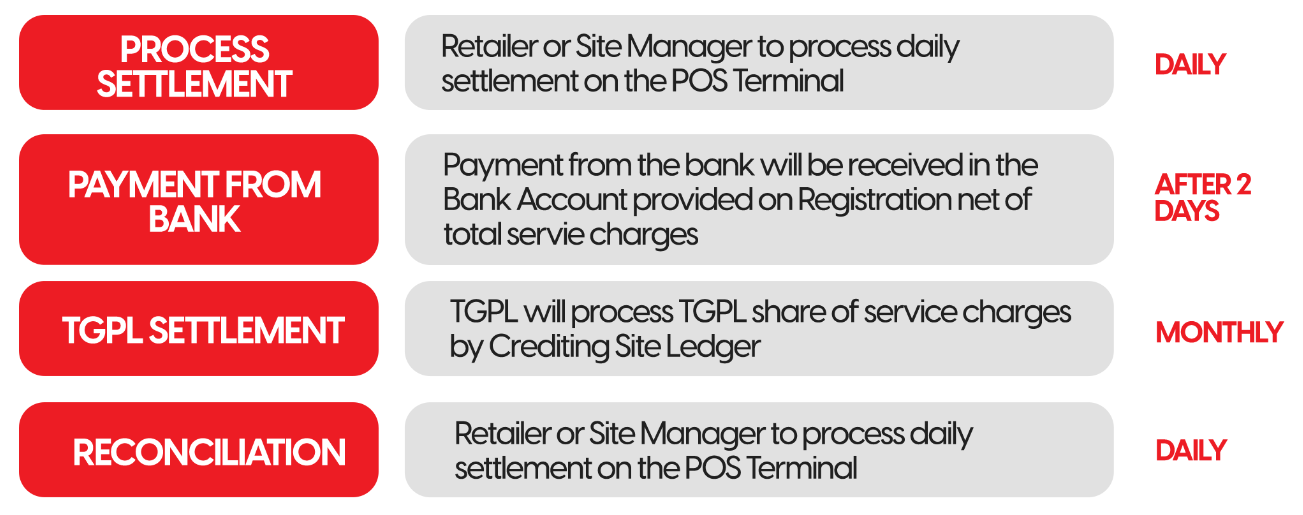 PROCESS
SETTLEMENT
Retailer or Site Manager to process daily
settlement on the POS Terminal
DAILY
PAYMENT FROM
BANK
Payment from the bank will be received in the
Bank Account provided on Registration net of
total servie charges
AFTER 2
DAYS
TGPL SETTLEMENT
TGPL will process TGPL share of service charges
by Crediting Site Ledger
MONTHLY
RECONCILIATION
Retailer or Site Manager to process daily
settlement on the POS Terminal
DAILY